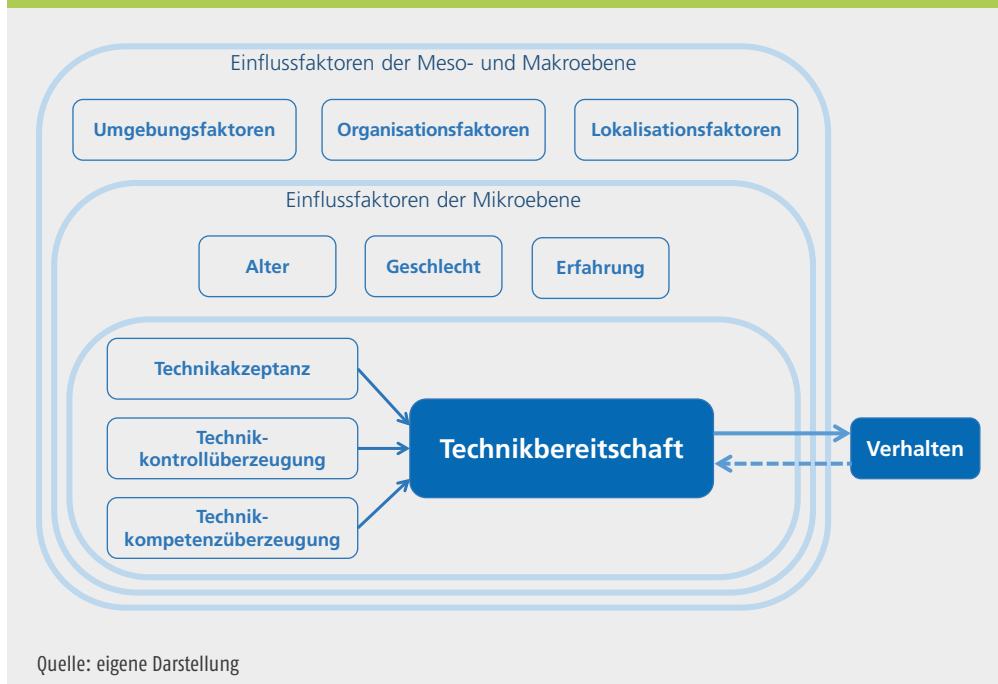 Einflussfaktoren der Meso- und Makroebene
Umgebungsfaktoren
Organisationsfaktoren
Lokalisationsfaktoren
Einflussfaktoren der Mikroebene
Alter
Geschlecht
Erfahrung
Technikakzeptanz
Technik-
kontrollüberzeugung
Technik-
kompetenzüberzeugung
Technikbereitschaft
Verhalten
Quelle: eigene Darstellung